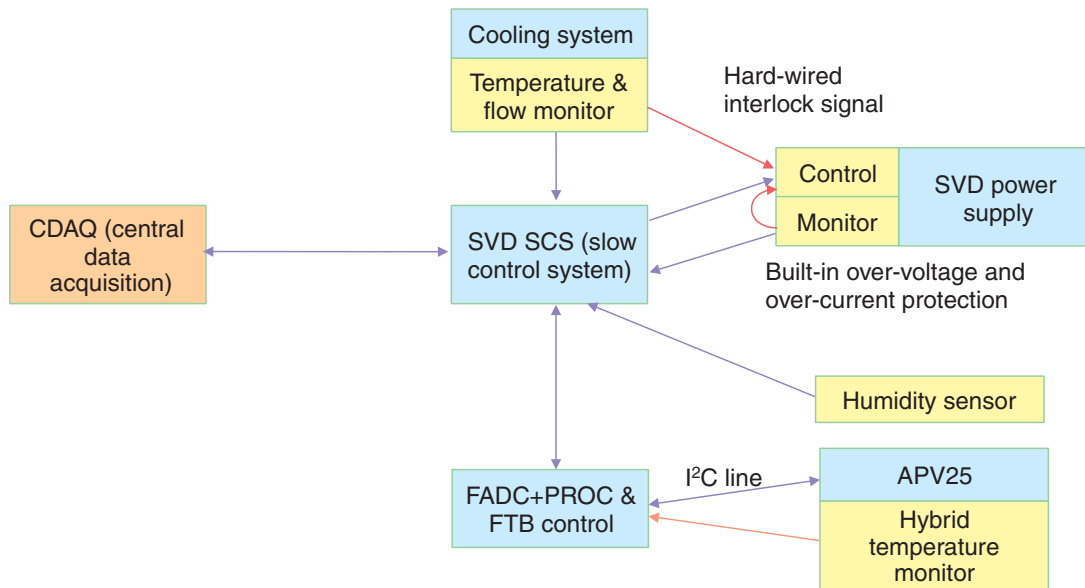 Cooling system
Temperature &
flow monitor
Hard-wired
interlock signal
Control
Monitor
SVD power
supply
CDAQ (central
data
acquisition)
SVD SCS (slow
control system)
Built-in over-voltage and
over-current protection
Humidity sensor
I²C line
FADC+PROC &
FTB control
APV25
Hybrid
temperature
monitor